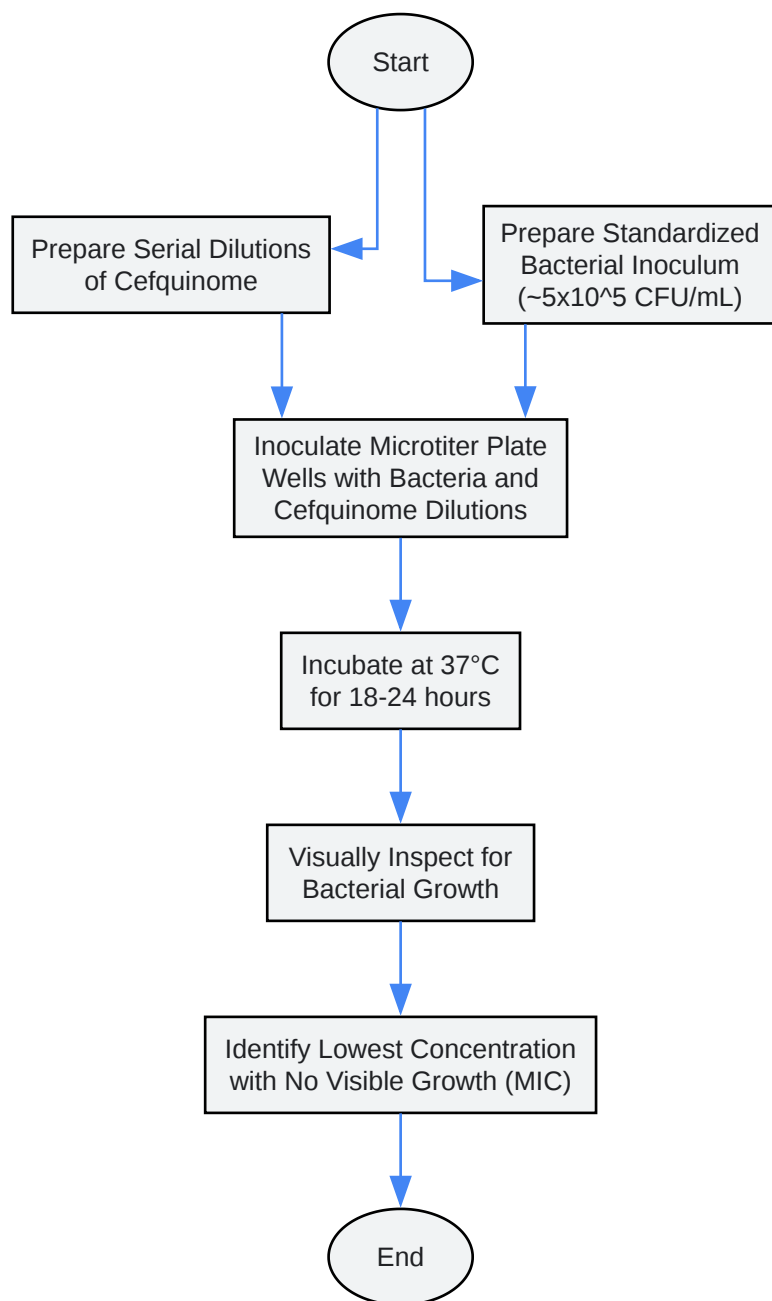 Start
Prepare Serial Dilutions
of Cefquinome
Prepare Standardized
Bacterial Inoculum
(~5x10^5 CFU/mL)
Inoculate Microtiter Plate
Wells with Bacteria and
Cefquinome Dilutions
Incubate at 37°C
for 18-24 hours
Visually Inspect for
Bacterial Growth
Identify Lowest Concentration
with No Visible Growth (MIC)
End